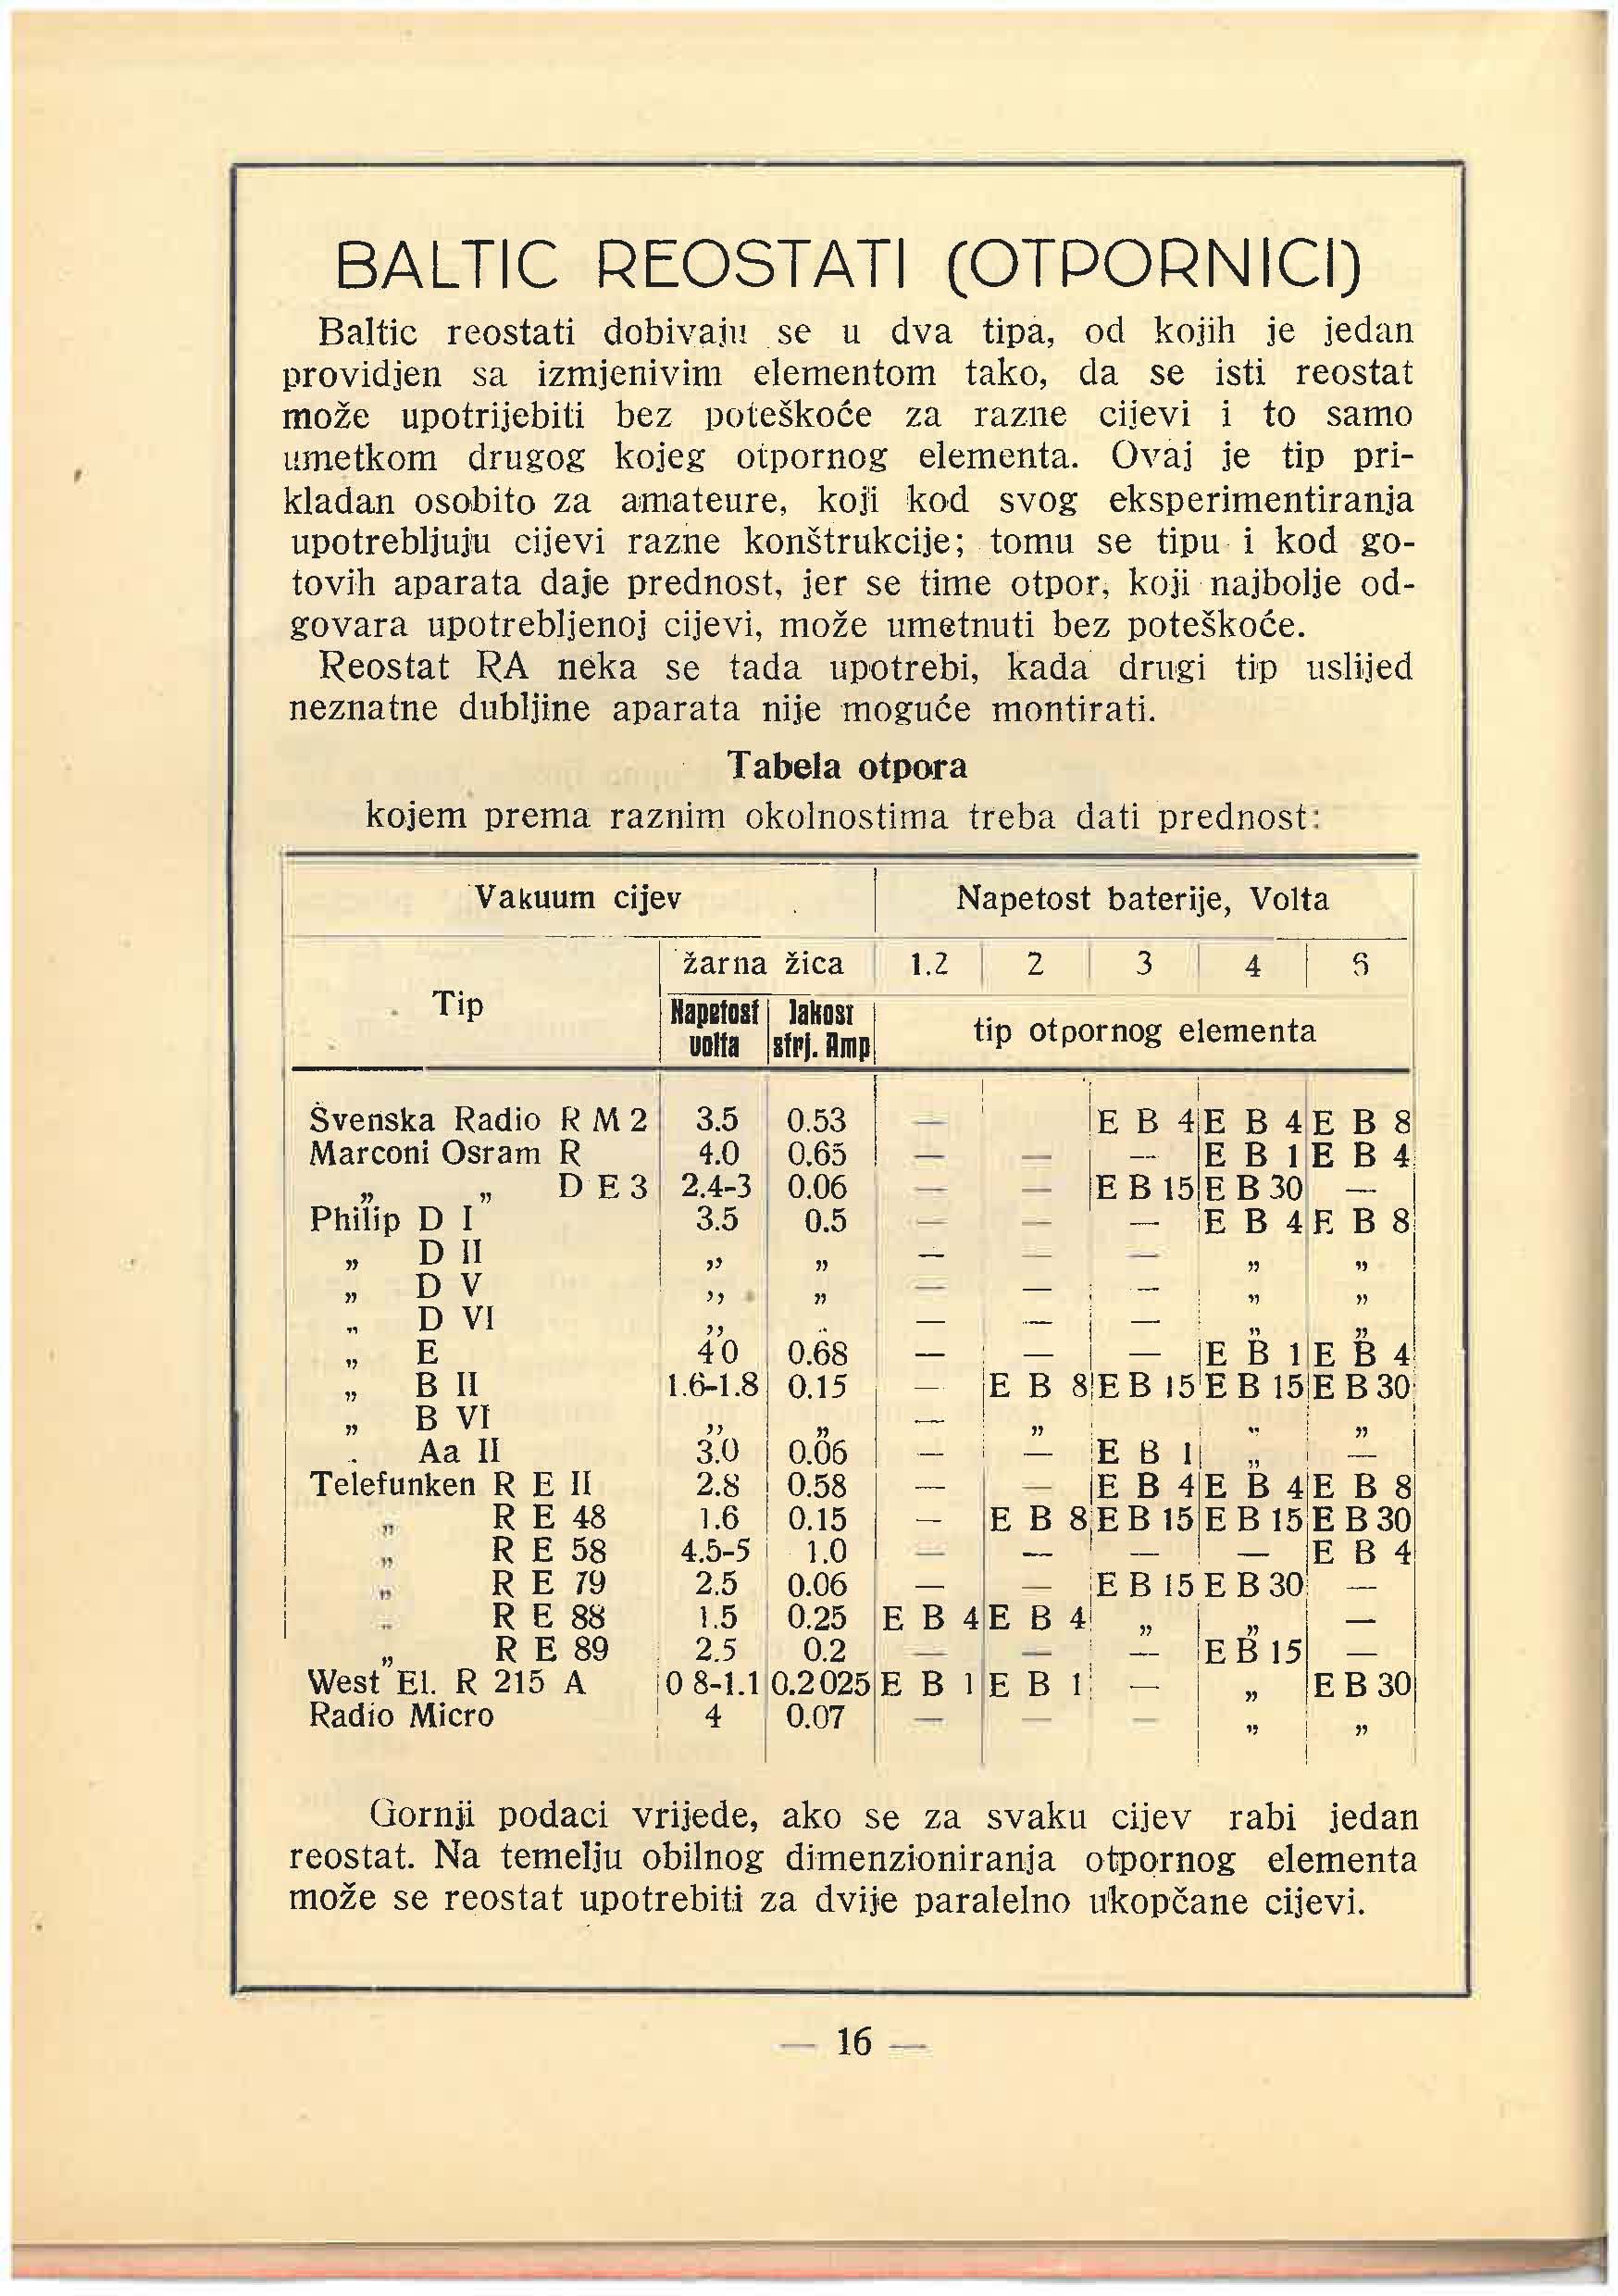 BALTIC REOSTATI (OTPORNICI)
Baltic reostati dobivaju se u dva tipa, od kojih je jedan
providjen sa izmjenivim elementom tako, da se isti reostat
može upotrijebiti bez poteškoće za razne cijevi i to samo
umetkom drugog kojeg otpornog elementa. Ovaj je tip pri-
kladan osobito za amateure, koji kod svog eksperimentiranja
upotrebljuju cijevi razne konštrukcije; tomu se tipu i kod go-
tovih aparata daje prednost, jer se time otpor, koji najbolje od-
govara upotrebljenoj cijevi, može umetnuti bez poteškoće.
Reostat RA neka se tada upotrebi, kada drugi tip uslijed
neznatne dubljine aparata nije moguće montirati.
Tabela otpora
kojem prema raznim okolnostima treba dati prednost:
Vakuum cijev Napetost baterije, Volta
žarna žica 1.2 2 3 4 6
Tip Napetost volta Jakost strj. Amp tip otpornog elementa
Svenska Radio R M 2 3.5 0.53 — E B 4 E B 4 E B 8
Marconi Osram R 4.0 0.65 — — — E B 1 E B 4
„ „ D E 3 2.4-3 0.06 — — E B 15 E B 30 —
Philip D I 3.5 0.5 — — — E B 4 E B 8
„ D II „ „ — — — „ „
„ D V „ „ — — — „ „
„ D VI „ „ — — — „ „
„ E 4 0 0.68 — — — E B 1 E B 4
„ B II 1.6-1.8 0.15 — E B 8 E B 15 E B 15 E B 30
„ B VI „ „ — „ „ „
Aa II 3.0 0.06 — — E B 1 „ —
Telefunken R E II 2.8 0.58 — — E B 4 E B 4 E B 8
„ R E 48 1.6 0.15 — E B 8 E B 15 E B 15 E B 30
„ R E 58 4.5-5 1.0 — — — — E B 4
„ R E 79 2.5 0.06 — — E B 15 E B 30 —
„ R E 88 1.5 0.25 E B 4 E B 4 „ „ —
„ R E 89 2.5 0.2 — — — E B 15 —
West El. R 215 A 0 8-1.1 0.2 025 E B 1 E B 1 — „ E B 30
Radio Micro 4 0.07 — — — „ „
Gornji podaci vrijede, ako se za svaku cijev rabi jedan
reostat. Na temelju obilnog dimenzioniranja otpornog elementa
može se reostat upotrebiti za dvije paralelno ukopčane cijevi.
— 16 —